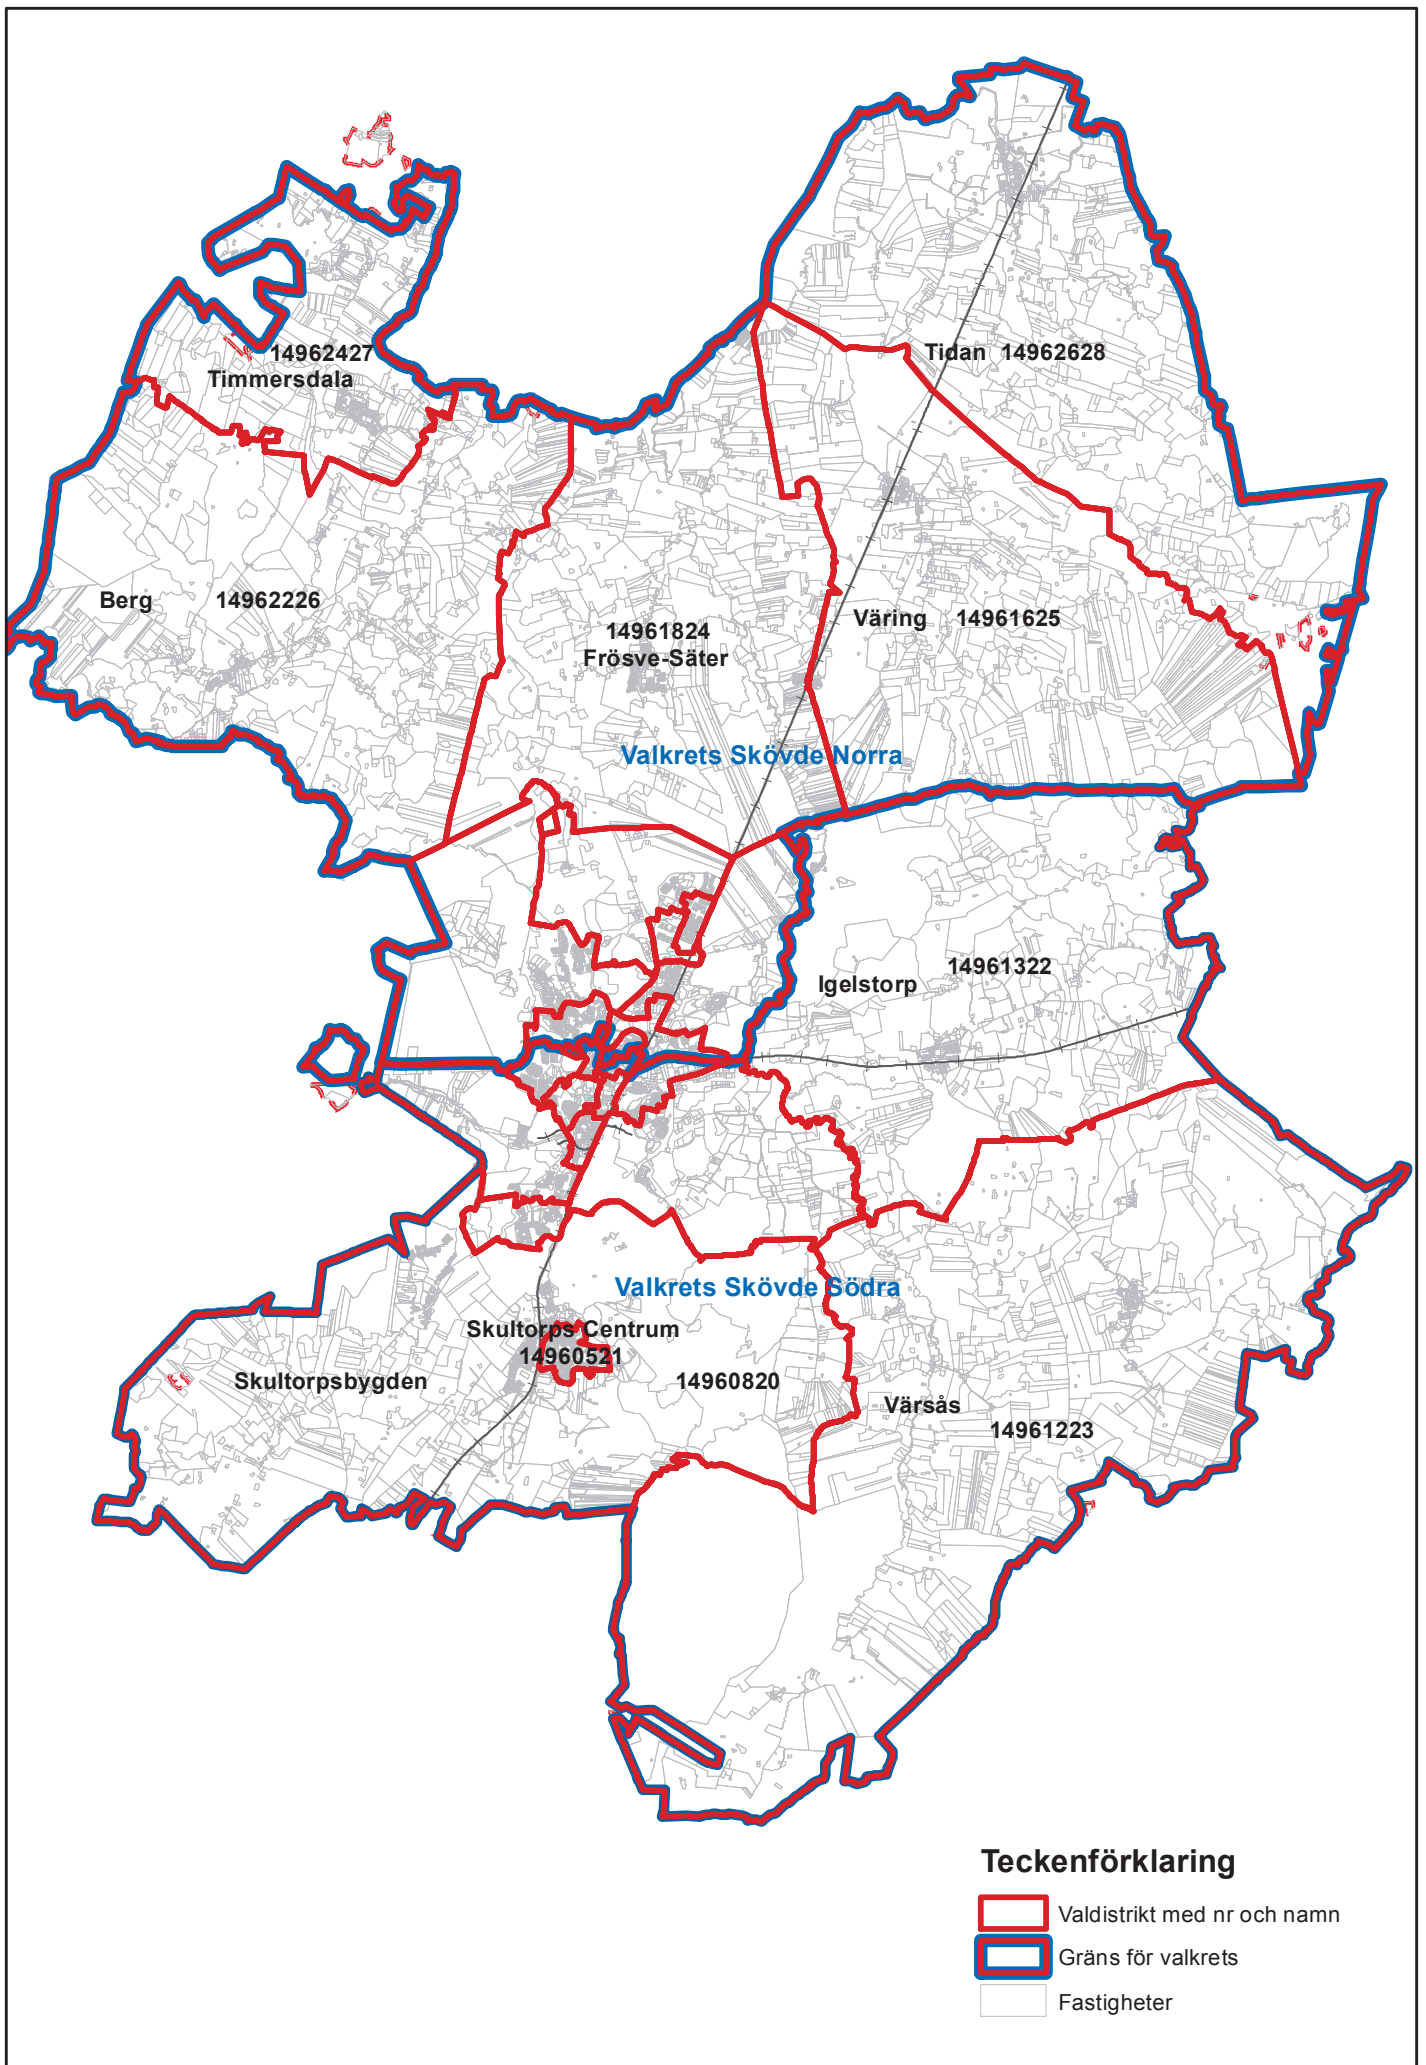 14962427
Timmersdala
Tidan 14962628
Berg 14962226
14961824
Frösve-Säter
Väring 14961625
Valkrets Skövde Norra
14961322
Igelstorp
Valkrets Skövde Södra
Skultorps Centrum
14960521
Skultorpsbygden
14960820
Värsås
14961223
Teckenförklaring
Valdistrikt med nr och namn
Gräns för valkrets
Fastigheter